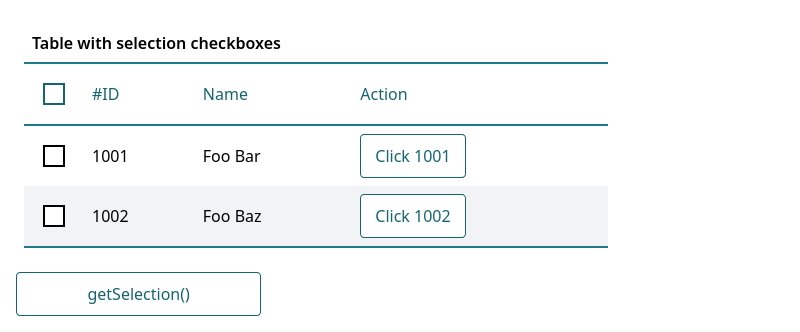 Table with selection checkboxes
#ID Name Action
1001 Foo Bar Click 1001
1002 Foo Baz Click 1002
getSelection()